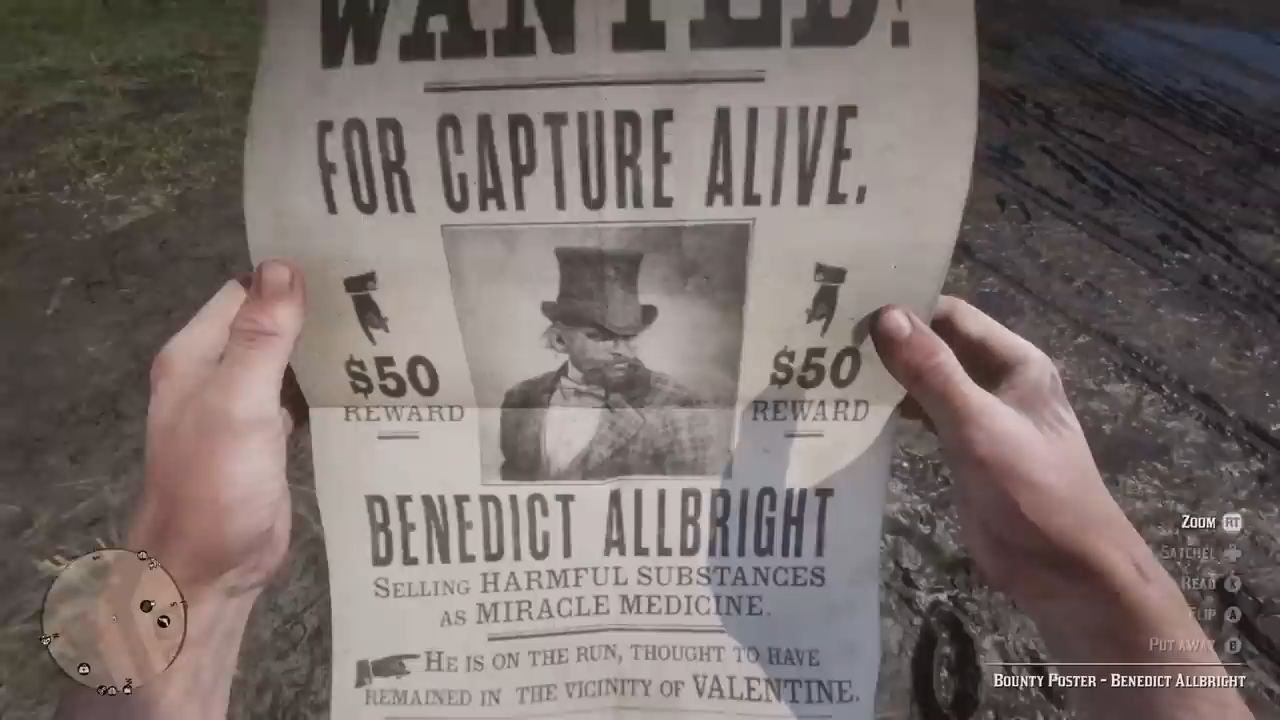 WANTED!
FOR CAPTURE ALIVE.
$50 $50
REWARD REWARD
BENEDICT ALLBRIGHT
SELLING HARMFUL SUBSTANCES
AS MIRACLE MEDICINE.
HE IS ON THE RUN, THOUGHT TO HAVE
REMAINED IN THE VICINITY OF VALENTINE.
ZOOM RT
SATCHEL
READ X
FLIP A
PUT AWAY B
BOUNTY POSTER - BENEDICT ALLBRIGHT